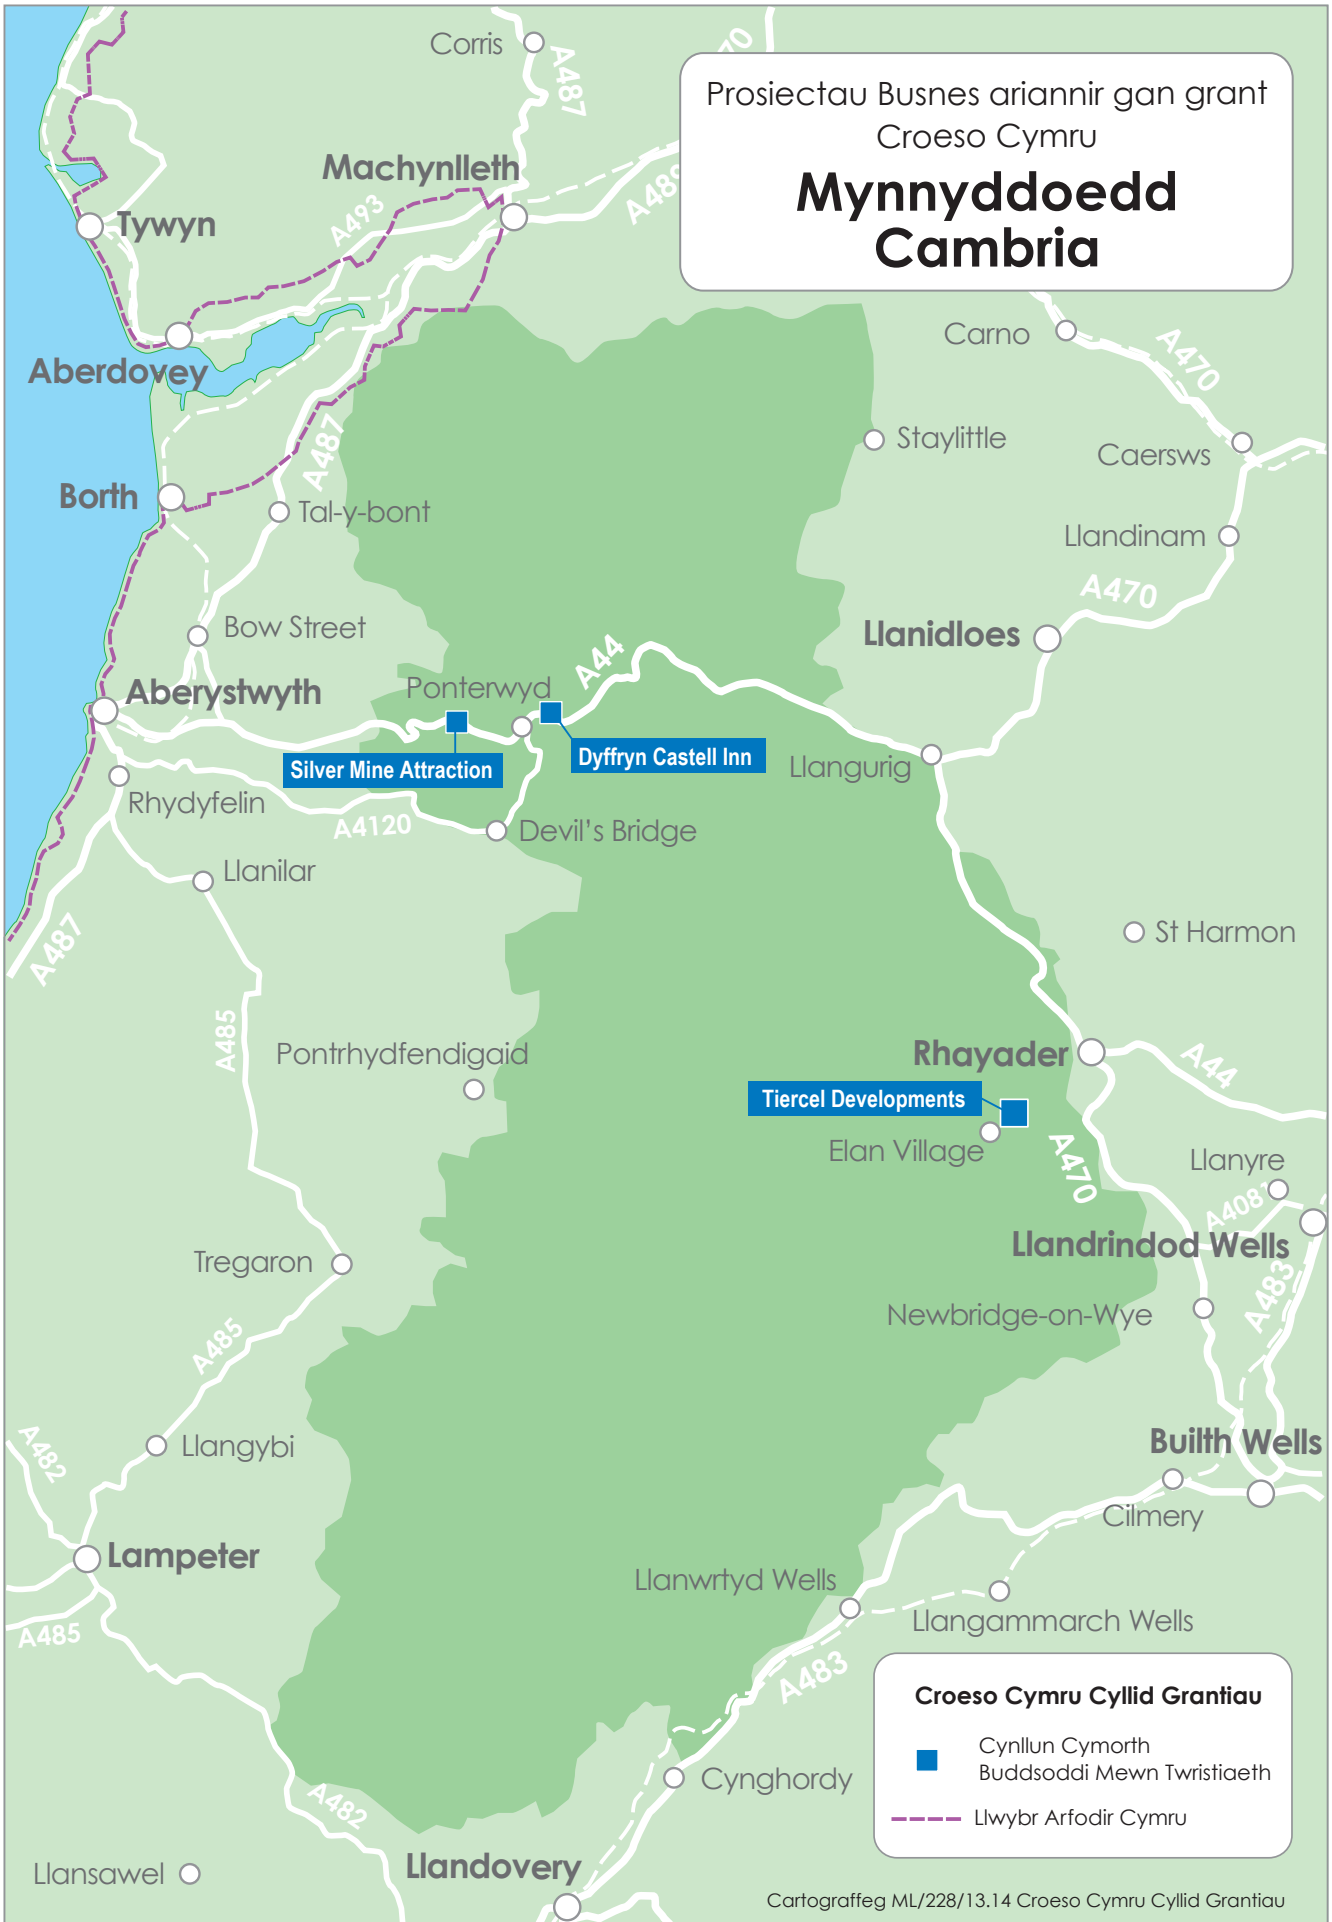 Corris
A487
70
Prosiectau Busnes ariannir gan grant
Croeso Cymru
Mynnyddoedd
Cambria
Machynlleth
A489
A493
Tywyn
Carno
A470
Aberdovey
A487
Staylittle
Caersws
Borth
Tal-y-bont
Llandinam
A470
Bow Street
Llanidloes
A44
Aberystwyth
Ponterwyd
Dyffryn Castell Inn
Silver Mine Attraction
Llangurig
Rhydyfelin
A4120
Devil's Bridge
Llanilar
A487
St Harmon
A485
Pontrhydfendigaid
Rhayader
A44
Tiercel Developments
Elan Village
A470
Llanyre
A4081
Llandrindod Wells
Tregaron
A483
Newbridge-on-Wye
A485
A482
Llangybi
Builth Wells
Cilmery
Lampeter
Llanwrtyd Wells
Llangammarch Wells
A485
A483
Croeso Cymru Cyllid Grantiau
Cynllun Cymorth
Buddsoddi Mewn Twristiaeth
Llwybr Arfodir Cymru
Cynghordy
A482
Llansawel
Llandovery
Cartograffeg ML/228/13.14 Croeso Cymru Cyllid Grantiau